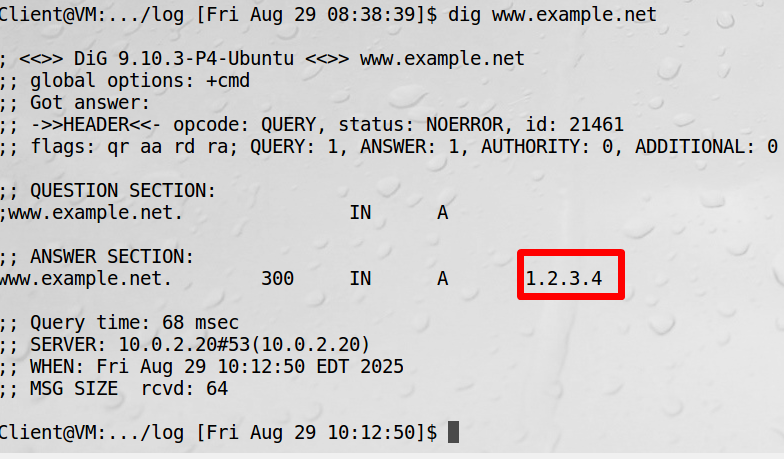 Client@VM:.../log [Fri Aug 29 08:38:39]$ dig www.example.net
; <<>> DiG 9.10.3-P4-Ubuntu <<>> www.example.net
;; global options: +cmd
;; Got answer:
;; ->>HEADER<<- opcode: QUERY, status: NOERROR, id: 21461
;; flags: qr aa rd ra; QUERY: 1, ANSWER: 1, AUTHORITY: 0, ADDITIONAL: 0
;; QUESTION SECTION:
;www.example.net. IN A
;; ANSWER SECTION:
www.example.net. 300 IN A 1.2.3.4
;; Query time: 68 msec
;; SERVER: 10.0.2.20#53(10.0.2.20)
;; WHEN: Fri Aug 29 10:12:50 EDT 2025
;; MSG SIZE rcvd: 64
Client@VM:.../log [Fri Aug 29 10:12:50]$